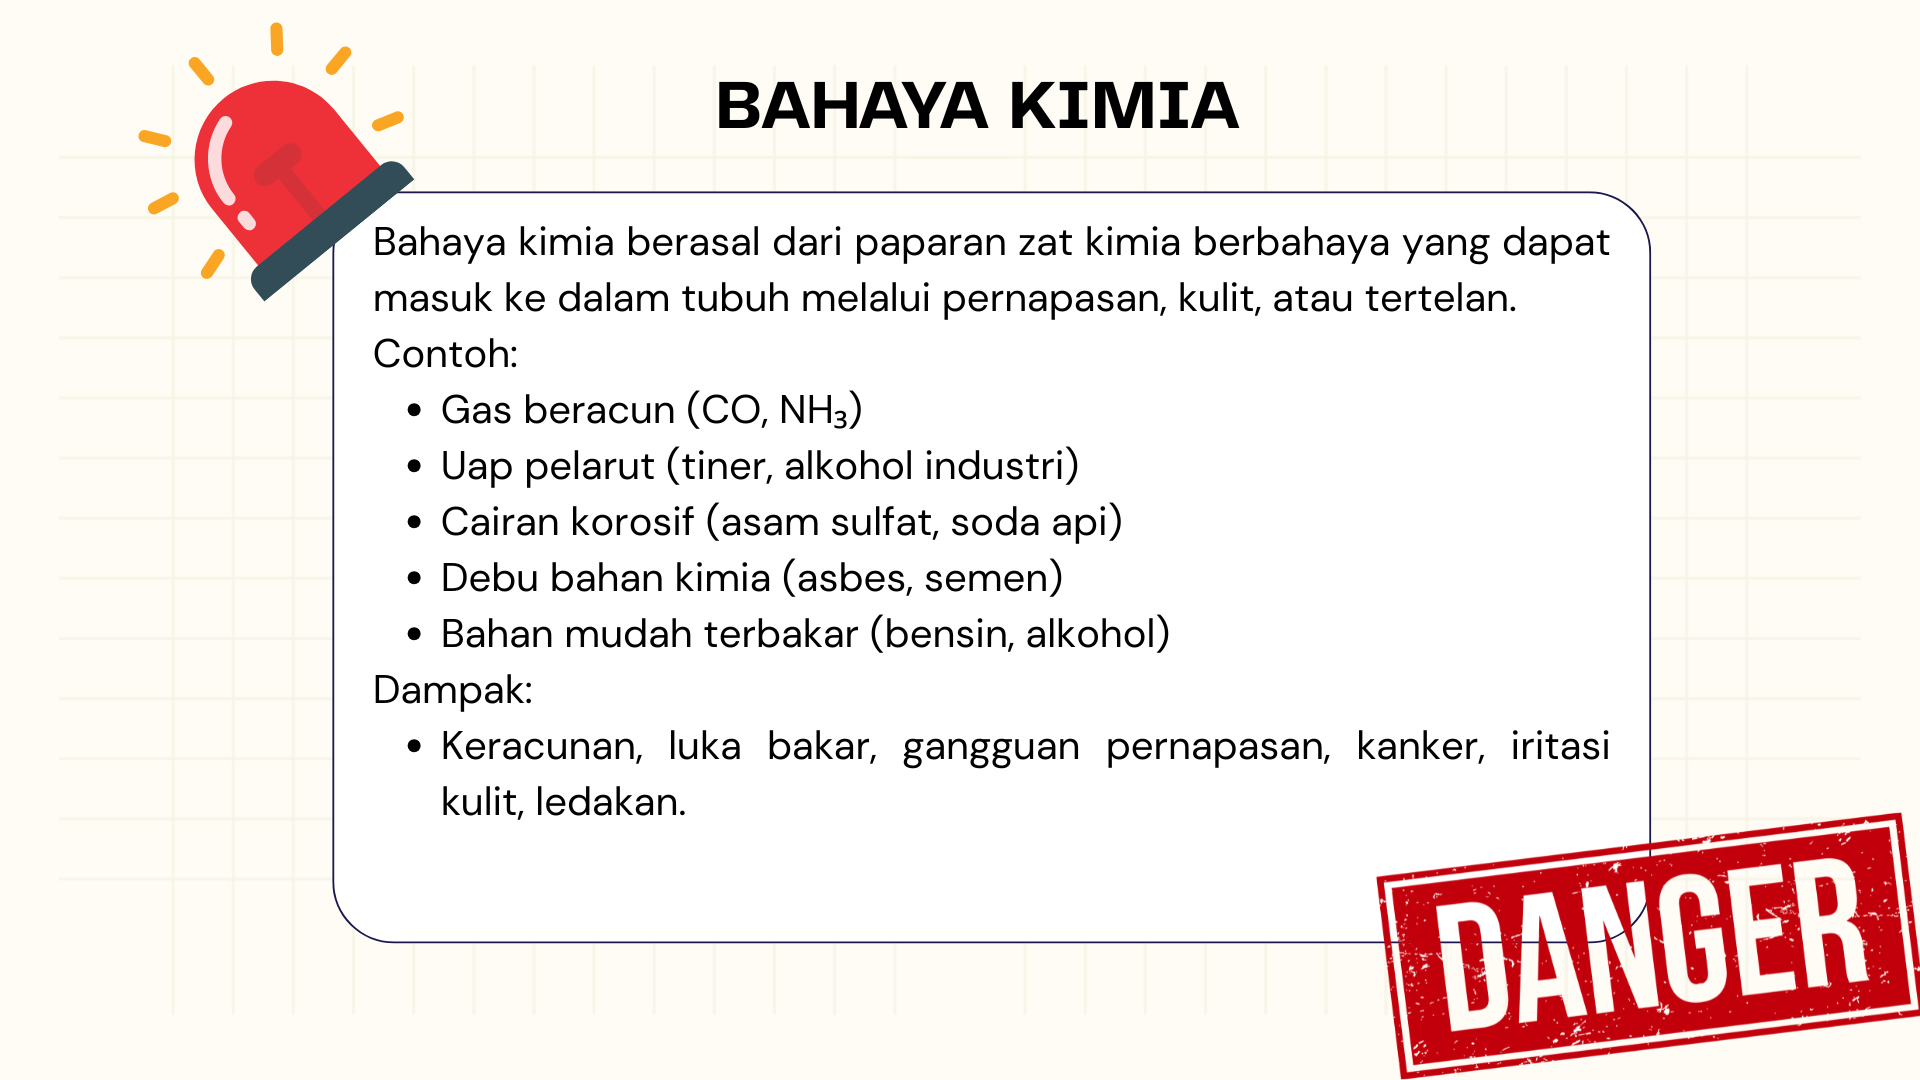 BAHAYA KIMIA
Bahaya kimia berasal dari paparan zat kimia berbahaya yang dapat
masuk ke dalam tubuh melalui pernapasan, kulit, atau tertelan.
Contoh:
• Gas beracun (CO, NH₃)
• Uap pelarut (tiner, alkohol industri)
• Cairan korosif (asam sulfat, soda api)
• Debu bahan kimia (asbes, semen)
• Bahan mudah terbakar (bensin, alkohol)
Dampak:
• Keracunan, luka bakar, gangguan pernapasan, kanker, iritasi
kulit, ledakan.
DANGER